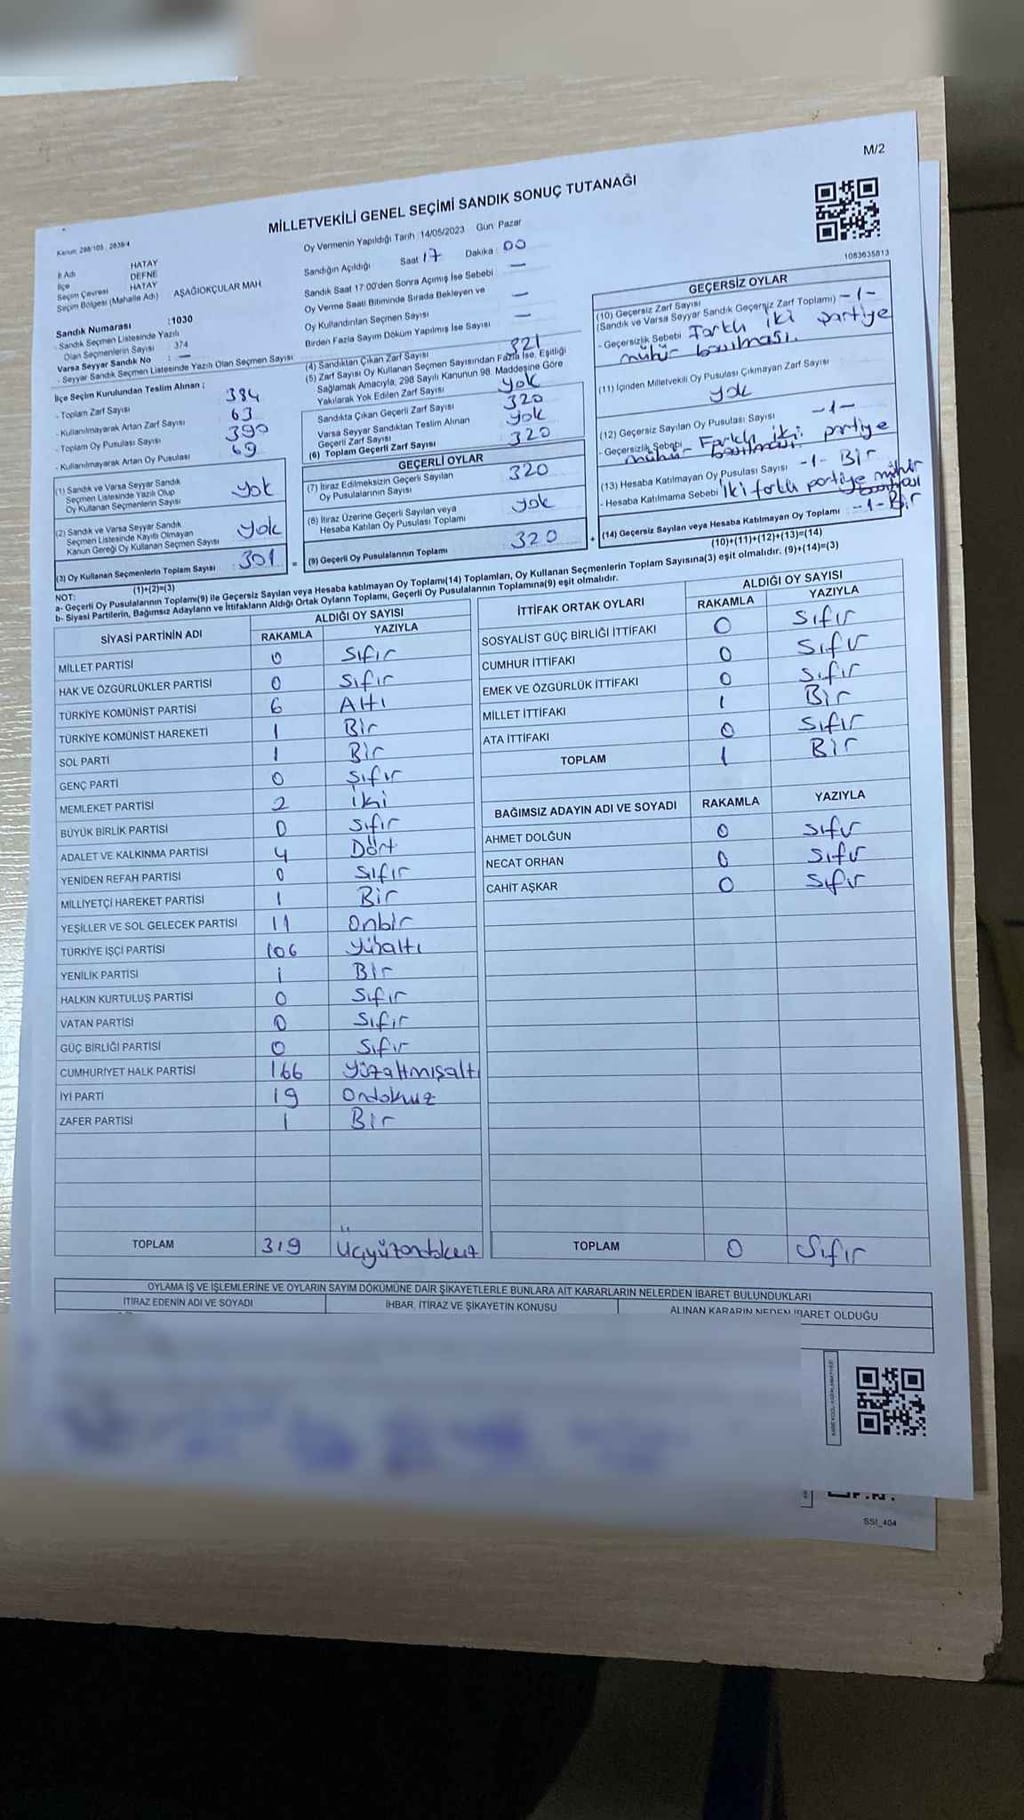 M/2
MİLLETVEKİLİ GENEL SEÇİMİ SANDIK SONUÇ TUTANAĞI
1083635813
Oy Vermenin Yapıldığı Tarih 14/05/2023 Gün Pazar
İl Adı HATAY
İlçe DEFNE
Seçim Çevresi HATAY
Seçim Bölgesi (Mahalle Adı) AŞAĞIOKÇULAR MAH
Sandık Numarası :1030
- Sandık Seçmen Listesinde Yazılı
Olan Seçmenlerin Sayısı : 374
Varsa Seyyar Sandık No : —
- Seyyar Sandık Seçmen Listesinde Yazılı Olan Seçmen Sayısı
İlçe Seçim Kurulundan Teslim Alınan ;
- Toplam Zarf Sayısı 384
- Kullanılmayarak Artan Zarf Sayısı 63
- Toplam Oy Pusulası Sayısı 390
- Kullanılmayarak Artan Oy Pusulası 69
(1) Sandık ve Varsa Seyyar Sandık
Seçmen Listesinde Yazılı Olup
Oy Kullanan Seçmenlerin Sayısı yok
(2) Sandık ve Varsa Seyyar Sandık
Seçmen Listesinde Kayıtlı Olmayan
Kanun Gereği Oy Kullanan Seçmen Sayısı yok
(3) Oy Kullanan Seçmenlerin Toplam Sayısı 301
(1)+(2)=(3)
Sandığın Açıldığı Saat 17 Dakika : 00
Sandık Saat 17:00'den Sonra Açılmış İse Sebebi —
Oy Verme Saati Bitiminde Sırada Bekleyen ve
Oy Kullandırılan Seçmen Sayısı —
Birden Fazla Sayım Döküm Yapılmış İse Sayısı —
(4) Sandıktan Çıkan Zarf Sayısı 321
(5) Zarf Sayısı Oy Kullanan Seçmen Sayısından Fazla İse, Eşitliği
Sağlamak Amacıyla, 298 Sayılı Kanunun 98. Maddesine Göre
Yakılarak Yok Edilen Zarf Sayısı yok
Sandıkta Çıkan Geçerli Zarf Sayısı 320
Varsa Seyyar Sandıktan Teslim Alınan
Geçerli Zarf Sayısı yok
(6) Toplam Geçerli Zarf Sayısı 320
GEÇERLİ OYLAR
(7) İtiraz Edilmeksizin Geçerli Sayılan
Oy Pusulalarının Sayısı 320
(8) İtiraz Üzerine Geçerli Sayılan veya
Hesaba Katılan Oy Pusulası Toplamı yok
= (9) Geçerli Oy Pusulalarının Toplamı 320 +
GEÇERSİZ OYLAR
(10) Geçersiz Zarf Sayısı
(Sandık ve Varsa Seyyar Sandık Geçersiz Zarf Toplamı) -1-
- Geçersizlik Sebebi Farklı iki partiye
mühür basılması.
(11) İçinden Milletvekili Oy Pusulası Çıkmayan Zarf Sayısı
yok
(12) Geçersiz Sayılan Oy Pusulası Sayısı -1-
- Geçersizlik Sebebi Farklı iki partiye
mühür basılması
(13) Hesaba Katılmayan Oy Pusulası Sayısı -1- Bir
- Hesaba Katılmama Sebebi İki farklı partiye mühür
basılması
(14) Geçersiz Sayılan veya Hesaba Katılmayan Oy Toplamı -1-Bir
(10)+(11)+(12)+(13)=(14)
NOT:
a- Geçerli Oy Pusulalarının Toplamı(9) ile Geçersiz Sayılan veya Hesaba katılmayan Oy Toplamı(14) Toplamları, Oy Kullanan Seçmenlerin Toplam Sayısına(3) eşit olmalıdır. (9)+(14)=(3)
b- Siyasi Partilerin, Bağımsız Adayların ve İttifakların Aldığı Ortak Oyların Toplamı, Geçerli Oy Pusulalarının Toplamına(9) eşit olmalıdır.
SİYASİ PARTİNİN ADI ALDIĞI OY SAYISI
RAKAMLA YAZIYLA
MİLLET PARTİSİ 0 Sıfır
HAK VE ÖZGÜRLÜKLER PARTİSİ 0 Sıfır
TÜRKİYE KOMÜNİST PARTİSİ 6 Altı
TÜRKİYE KOMÜNİST HAREKETİ 1 Bir
SOL PARTİ 1 Bir
GENÇ PARTİ 0 Sıfır
MEMLEKET PARTİSİ 2 iki
BÜYÜK BİRLİK PARTİSİ 0 Sıfır
ADALET VE KALKINMA PARTİSİ 4 Dört
YENİDEN REFAH PARTİSİ 0 Sıfır
MİLLİYETÇİ HAREKET PARTİSİ 1 Bir
YEŞİLLER VE SOL GELECEK PARTİSİ 11 Onbir
TÜRKİYE İŞÇİ PARTİSİ 106 Yüzaltı
YENİLİK PARTİSİ 1 Bir
HALKIN KURTULUŞ PARTİSİ 0 Sıfır
VATAN PARTİSİ 0 Sıfır
GÜÇ BİRLİĞİ PARTİSİ 0 Sıfır
CUMHURİYET HALK PARTİSİ 166 Yüzaltmışaltı
İYİ PARTİ 19 Ondokuz
ZAFER PARTİSİ 1 Bir
TOPLAM 319 Üçyüzondokuz
İTTİFAK ORTAK OYLARI ALDIĞI OY SAYISI
RAKAMLA YAZIYLA
SOSYALİST GÜÇ BİRLİĞİ İTTİFAKI 0 Sıfır
CUMHUR İTTİFAKI 0 Sıfır
EMEK VE ÖZGÜRLÜK İTTİFAKI 0 Sıfır
MİLLET İTTİFAKI 1 Bir
ATA İTTİFAKI 0 Sıfır
TOPLAM 1 Bir
BAĞIMSIZ ADAYIN ADI VE SOYADI RAKAMLA YAZIYLA
AHMET DOLĞUN 0 Sıfır
NECAT ORHAN 0 Sıfır
CAHİT AŞKAR 0 Sıfır
TOPLAM 0 Sıfır
OYLAMA İŞ VE İŞLEMLERİNE VE OYLARIN SAYIM DÖKÜMÜNE DAİR ŞİKAYETLERLE BUNLARA AİT KARARLARIN NELERDEN İBARET BULUNDUKLARI
İTİRAZ EDENİN ADI VE SOYADI İHBAR, İTİRAZ VE ŞİKAYETİN KONUSU ALINAN KARARIN NEDEN İBARET OLDUĞU
SSI_404